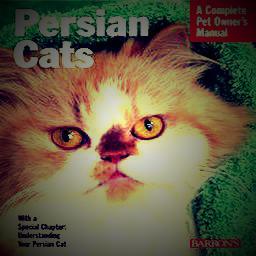 Persian
Cats
A Complete
Pet Owner's
Manual
With a
Special Chapter:
Understanding
Your Persian Cat
BARRON'S